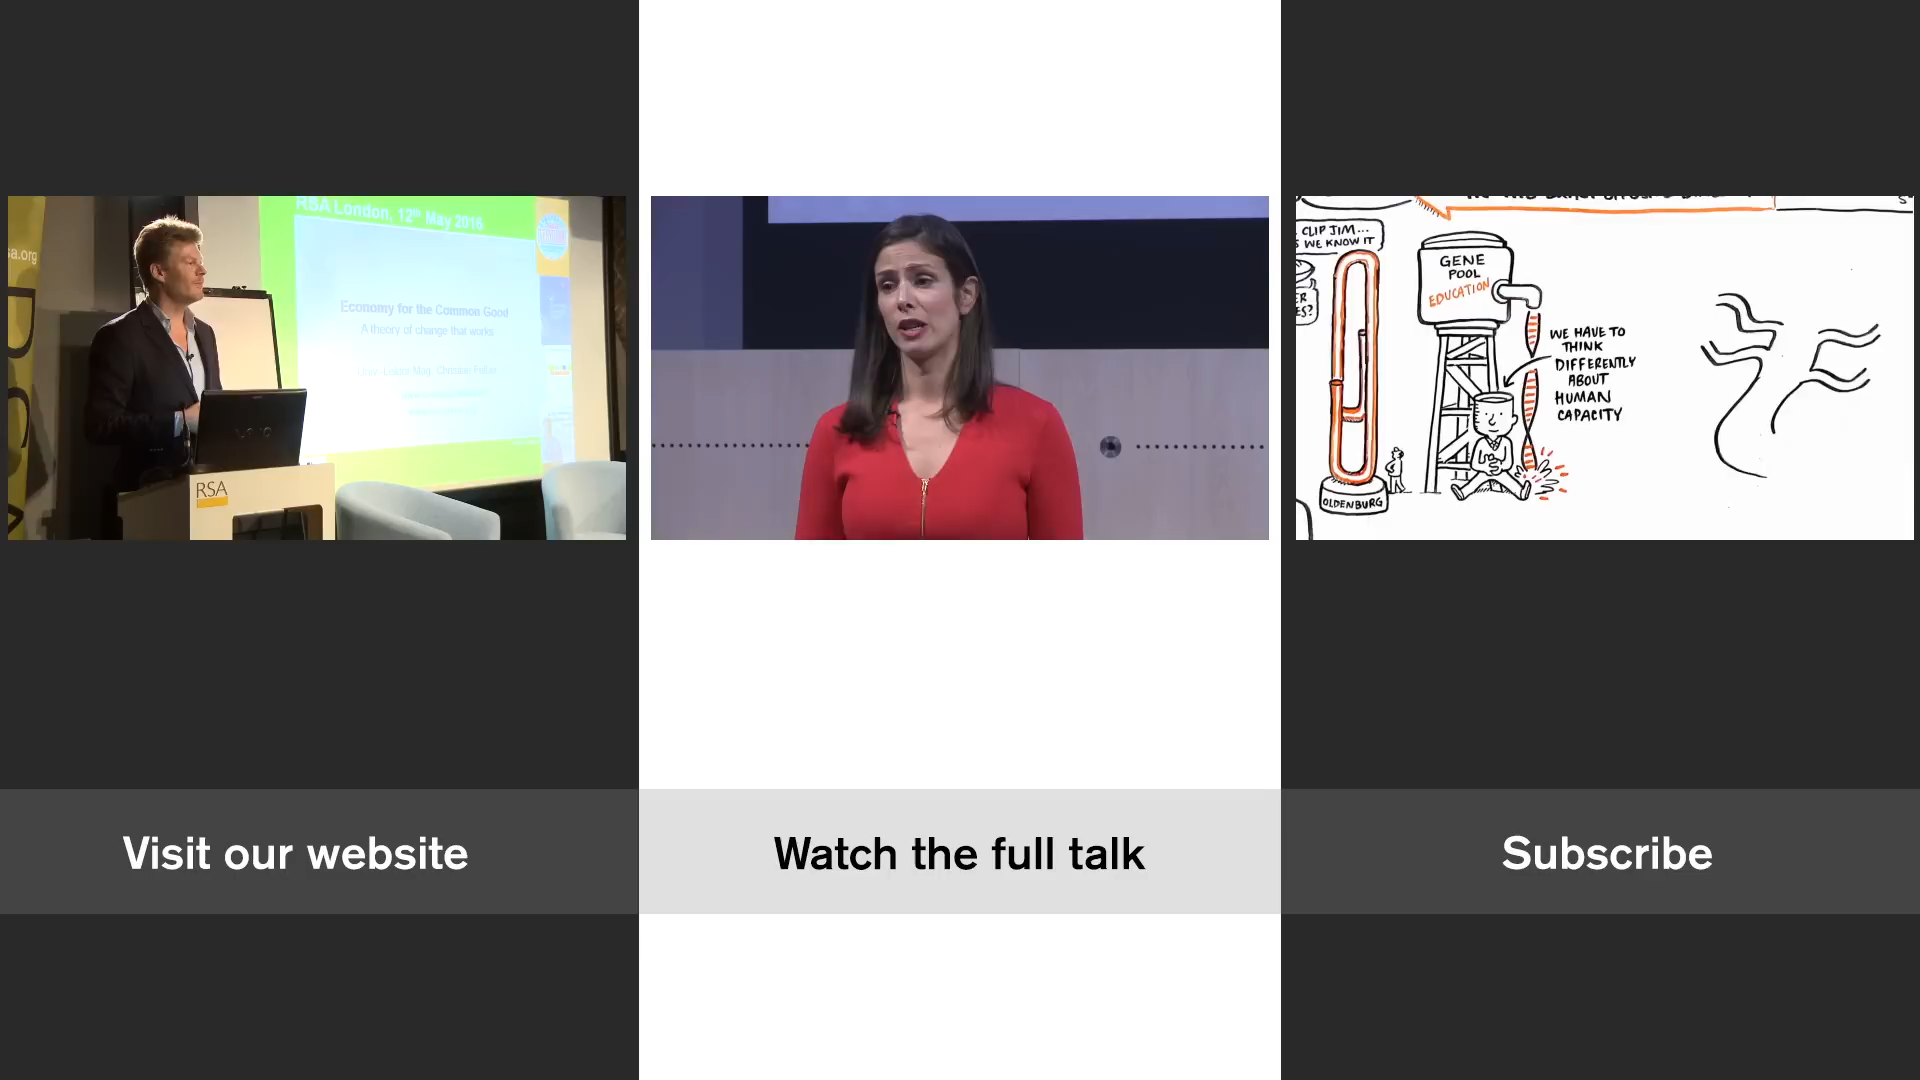 sa.org
RSA London, 12th May 2016
Economy for the Common Good
A theory of change that works
RSA
CLIP JIM...
WE KNOW IT
GENE
POOL
EDUCATION
WE HAVE TO
THINK
DIFFERENTLY
ABOUT
HUMAN
CAPACITY
OLDENBURG
Visit our website
Watch the full talk
Subscribe